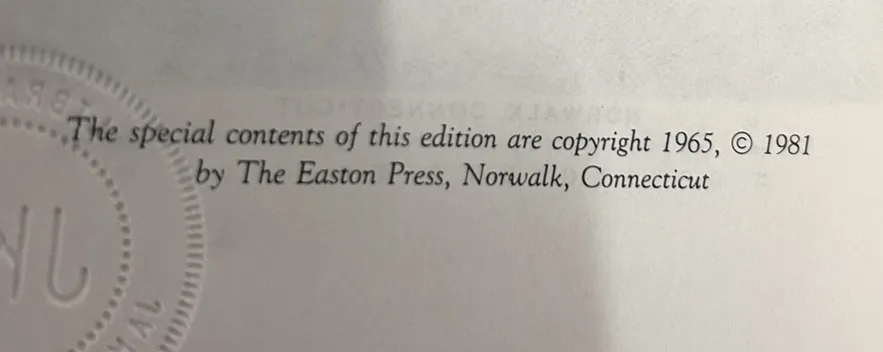 The special contents of this edition are copyright 1965, © 1981
by The Easton Press, Norwalk, Connecticut